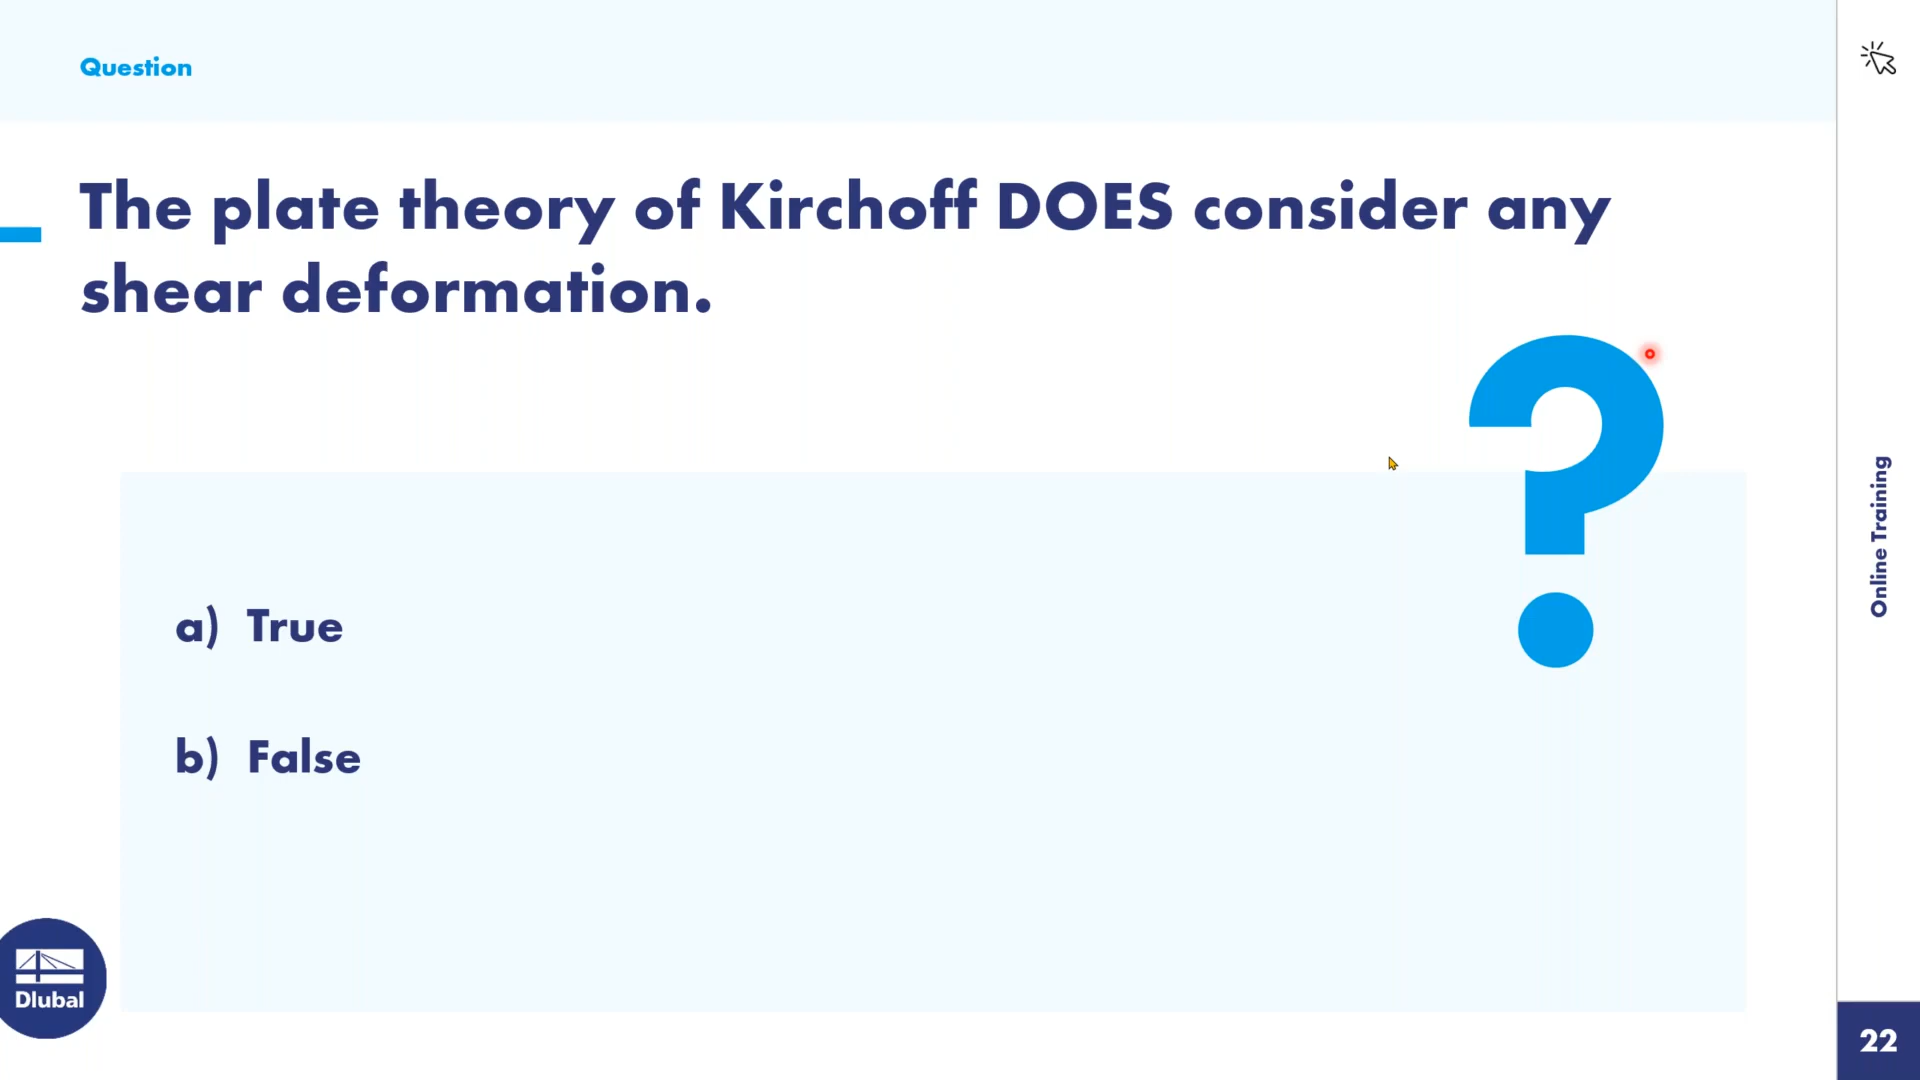 Question
The plate theory of Kirchoff DOES consider any
shear deformation.
?
a) True
b) False
Online Training
Dlubal
22